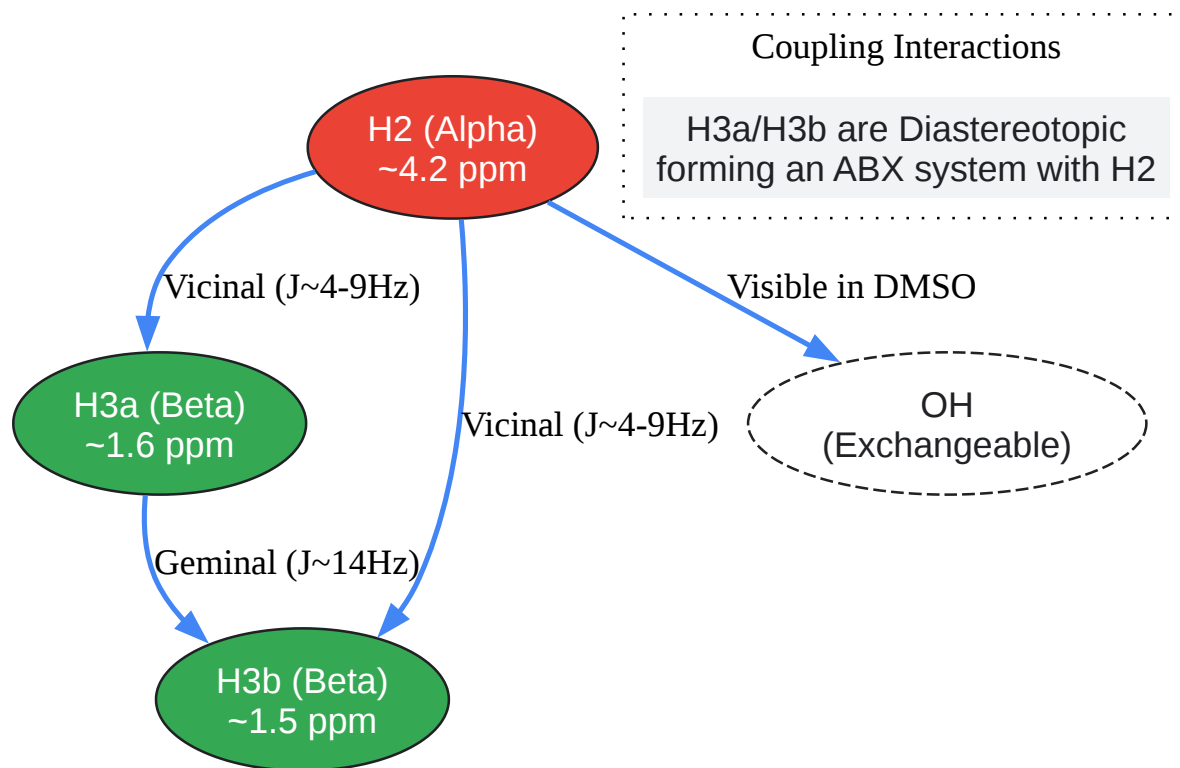 Coupling Interactions
H3a/H3b are Diastereotopic
forming an ABX system with H2
H2 (Alpha)
~4.2 ppm
Vicinal (J~4-9Hz)
Visible in DMSO
H3a (Beta)
~1.6 ppm
Vicinal (J~4-9Hz)
OH
(Exchangeable)
Geminal (J~14Hz)
H3b (Beta)
~1.5 ppm